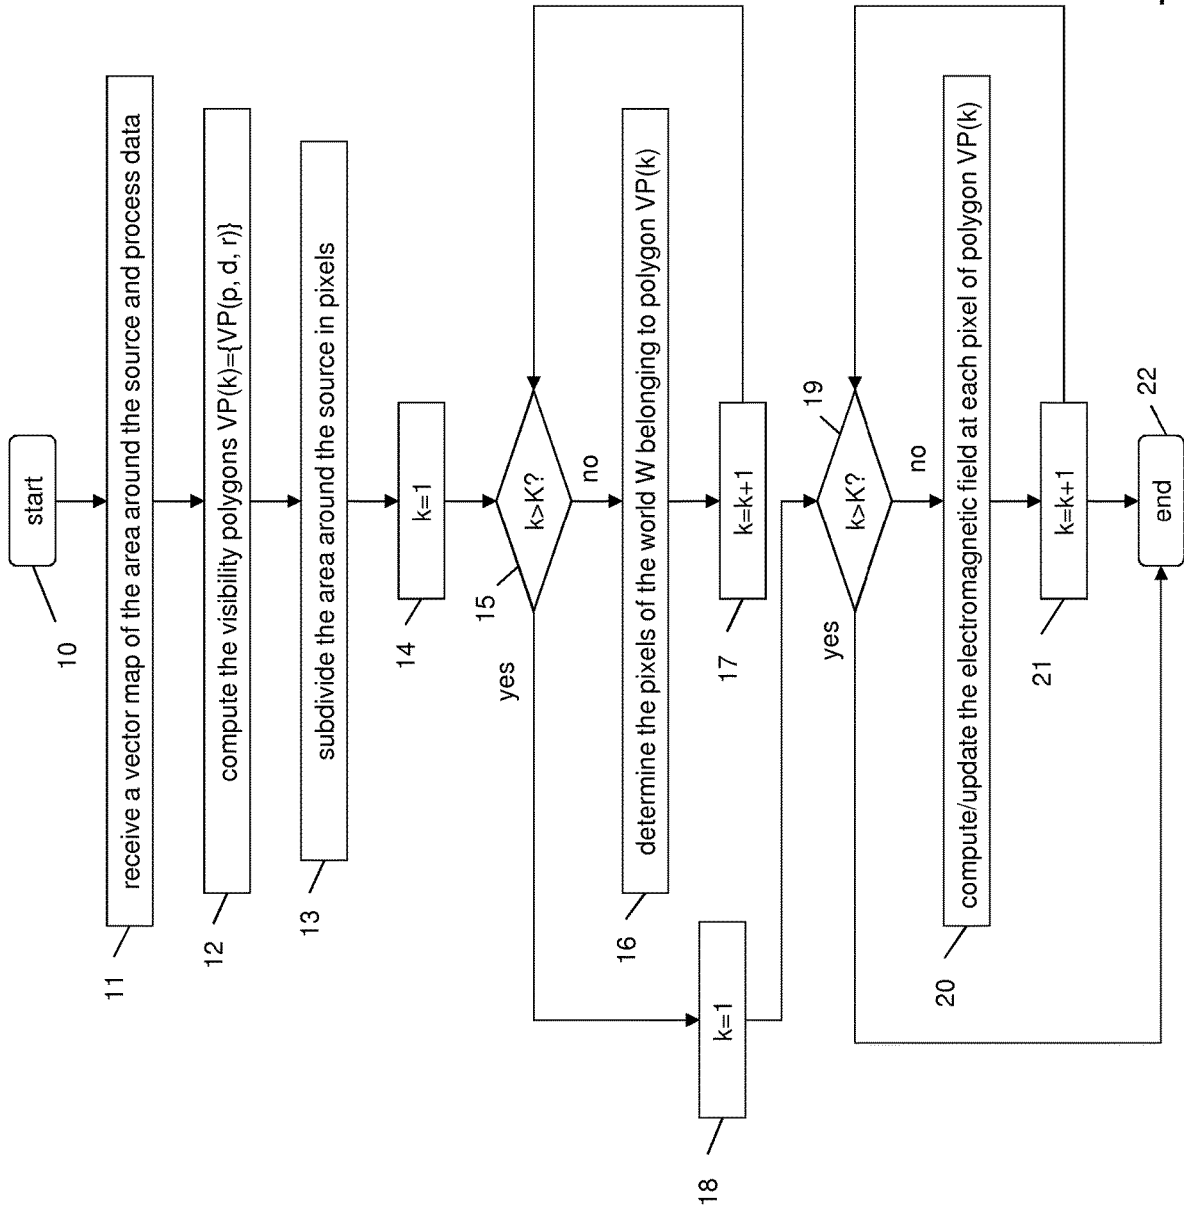 start
10
receive a vector map of the area around the source and process data
11
compute the visibility polygons VP(k)={VP(p, d, r)}
12
subdivide the area around the source in pixels
13
k=1
14
k>K?
15
yes
no
determine the pixels of the world W belonging to polygon VP(k)
16
k=k+1
17
k=1
18
k>K?
19
yes
no
compute/update the electromagnetic field at each pixel of polygon VP(k)
20
k=k+1
21
end
22